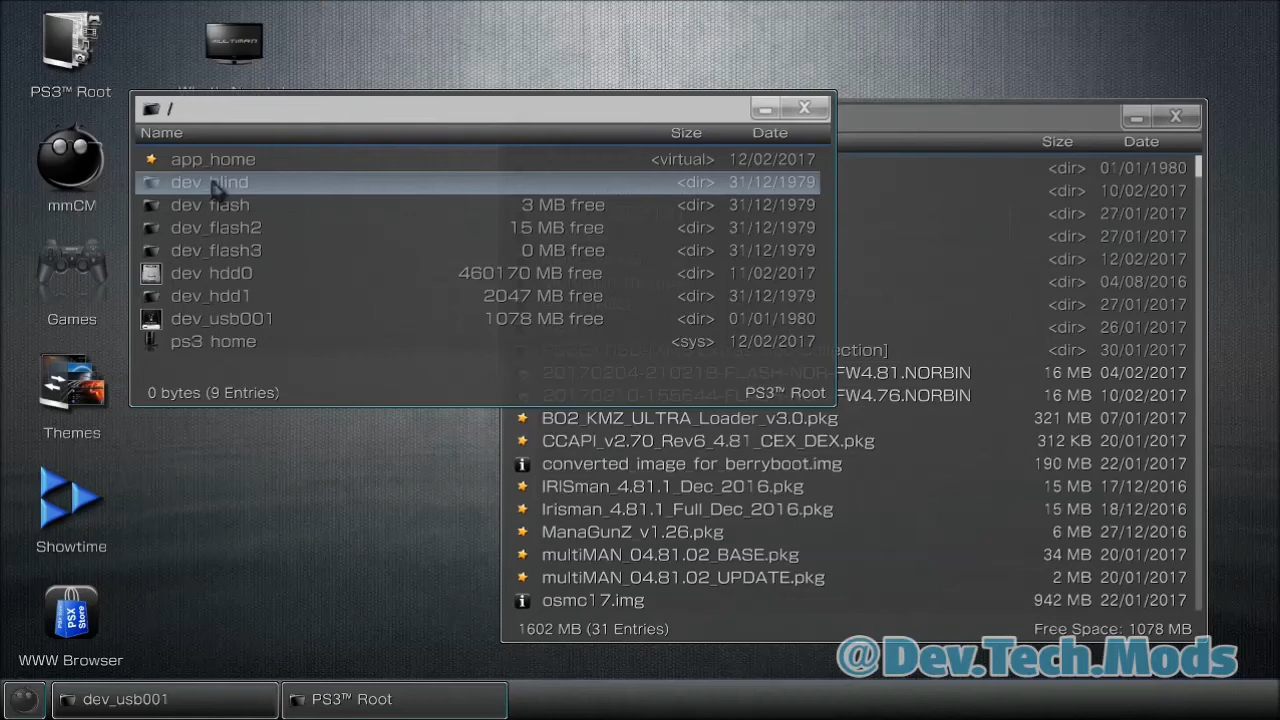 PS3™ Root
mmCM
Games
Themes
Showtime
WWW Browser
MULTIMAN
/
Name Size Date
app_home <virtual> 12/02/2017
dev_blind <dir> 31/12/1979
dev_flash 3 MB free <dir> 31/12/1979
dev_flash2 15 MB free <dir> 31/12/1979
dev_flash3 0 MB free <dir> 31/12/1979
dev_hdd0 460170 MB free <dir> 11/02/2017
dev_hdd1 2047 MB free <dir> 31/12/1979
dev_usb001 1078 MB free <dir> 01/01/1980
ps3_home <sys> 12/02/2017
0 bytes (9 Entries) PS3™ Root
Size Date
<dir> 01/01/1980
<dir> 10/02/2017
<dir> 27/01/2017
<dir> 27/01/2017
<dir> 12/02/2017
<dir> 04/08/2016
<dir> 27/01/2017
<dir> 26/01/2017
Collection] <dir> 30/01/2017
20170204-210218-FLASH-NOR-FW4.81.NORBIN 16 MB 04/02/2017
20170210-155644-FLASH-NOR-FW4.76.NORBIN 16 MB 10/02/2017
BO2_KMZ_ULTRA_Loader_v3.0.pkg 321 MB 07/01/2017
CCAPI_v2.70_Rev6_4.81_CEX_DEX.pkg 312 KB 20/01/2017
converted_image_for_berryboot.img 190 MB 22/01/2017
IRISman_4.81.1_Dec_2016.pkg 15 MB 17/12/2016
Irisman_4.81.1_Full_Dec_2016.pkg 15 MB 18/12/2016
ManaGunZ_v1.26.pkg 6 MB 27/12/2016
multiMAN_04.81.02_BASE.pkg 34 MB 20/01/2017
multiMAN_04.81.02_UPDATE.pkg 2 MB 20/01/2017
osmc17.img 942 MB 22/01/2017
1602 MB (31 Entries) Free Space: 1078 MB
@Dev.Tech.Mods
dev_usb001
PS3™ Root